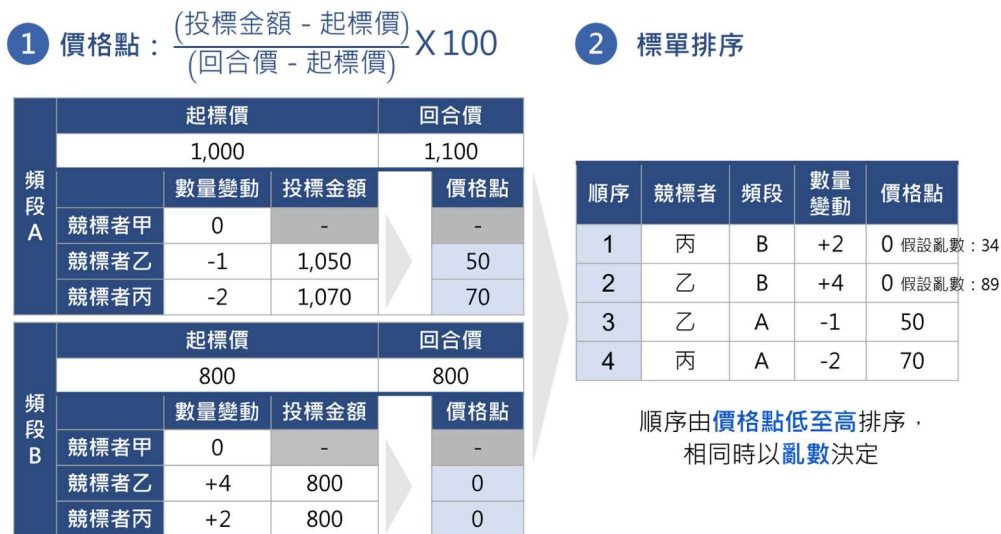 1 價格點： (投標金額 - 起標價) X 100
(回合價 - 起標價)
頻段A
起標價 回合價
1,000 1,100
數量變動 投標金額 價格點
競標者甲 0 - -
競標者乙 -1 1,050 50
競標者丙 -2 1,070 70
頻段B
起標價 回合價
800 800
數量變動 投標金額 價格點
競標者甲 0 - -
競標者乙 +4 800 0
競標者丙 +2 800 0
2 標單排序
順序 競標者 頻段 數量變動 價格點
1 丙 B +2 0 假設亂數：34
2 乙 B +4 0 假設亂數：89
3 乙 A -1 50
4 丙 A -2 70
順序由價格點低至高排序，
相同時以亂數決定